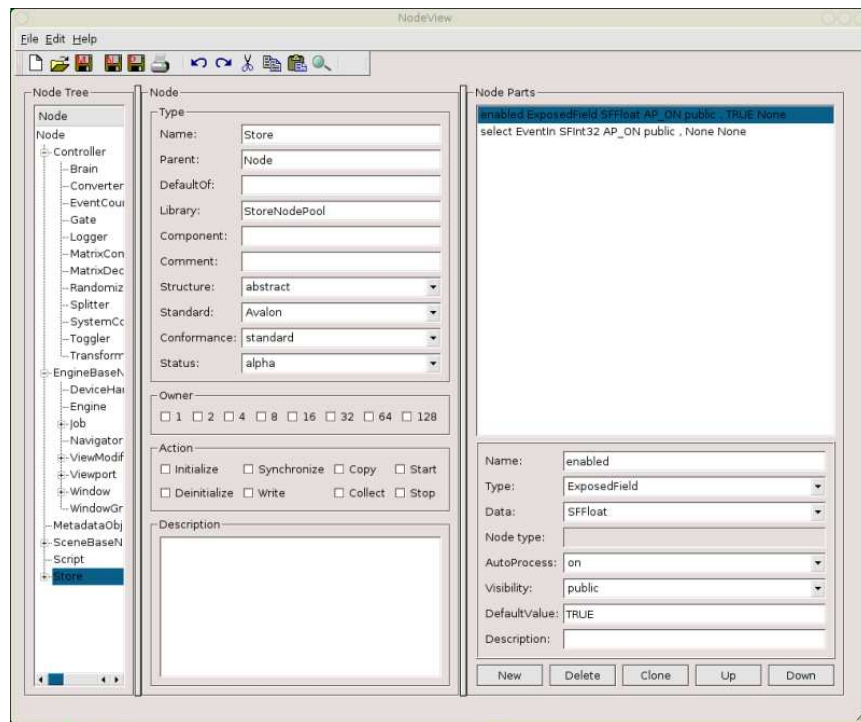 NodeView
File Edit Help
Node Tree
Node
Node
Controller
Brain
Converter
EventCou
Gate
Logger
MatrixCon
MatrixDec
Randomiz
Splitter
SystemCo
Toggler
Transform
EngineBaseN
DeviceHan
Engine
Job
Navigator
ViewModif
Viewport
Window
WindowGr
MetadataObj
SceneBaseN
Script
Store
Node
Type
Name: Store
Parent: Node
DefaultOf:
Library: StoreNodePool
Component:
Comment:
Structure: abstract
Standard: Avalon
Conformance: standard
Status: alpha
Owner
1 2 4 8 16 32 64 128
Action
Initialize Synchronize Copy Start
Deinitialize Write Collect Stop
Description
Node Parts
enabled ExposedField SFFloat AP_ON public , TRUE None
select EventIn SFInt32 AP_ON public , None None
Name: enabled
Type: ExposedField
Data: SFFloat
Node type:
AutoProcess: on
Visibility: public
DefaultValue: TRUE
Description:
New Delete Clone Up Down